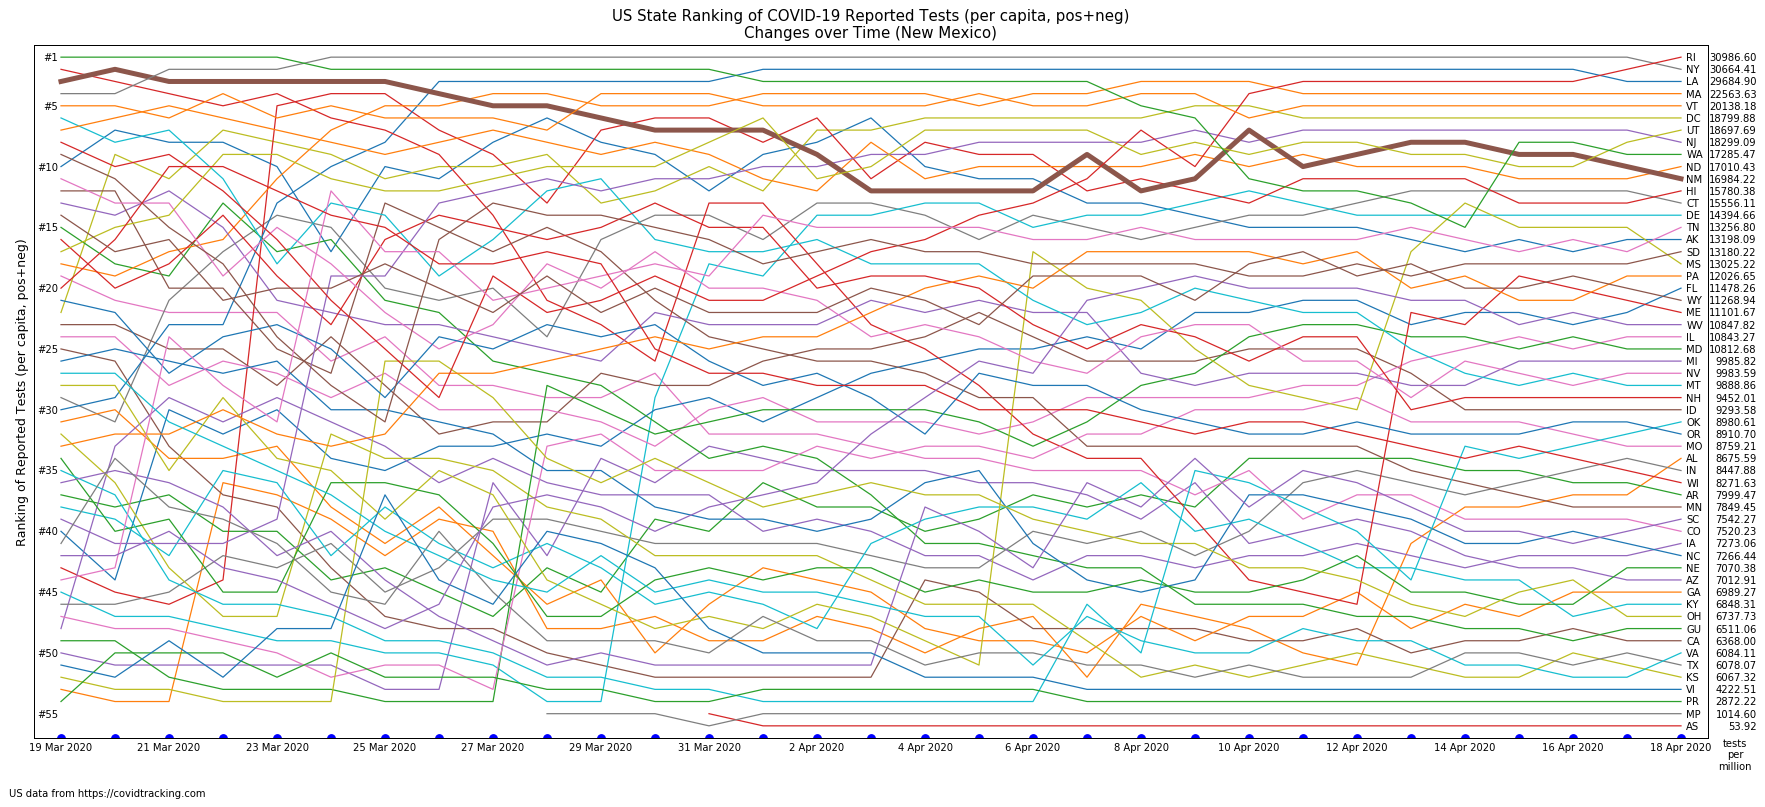 US State Ranking of COVID-19 Reported Tests (per capita, pos+neg)
Changes over Time (New Mexico)
Ranking of Reported Tests (per capita, pos+neg)
#1
#5
#10
#15
#20
#25
#30
#35
#40
#45
#50
#55
RI 30986.60
NY 30664.41
LA 29684.90
MA 22563.63
VT 20138.18
DC 18799.88
UT 18697.69
NJ 18299.09
WA 17285.47
ND 17010.43
NM 16984.22
HI 15780.38
CT 15556.11
DE 14394.66
TN 13256.80
AK 13198.09
SD 13180.22
MS 13025.22
PA 12026.65
FL 11478.26
WY 11268.94
ME 11101.67
WV 10847.82
IL 10843.27
MD 10812.68
MI 9985.82
NV 9983.59
MT 9888.86
NH 9452.01
ID 9293.58
OK 8980.61
OR 8910.70
MO 8759.21
AL 8675.59
IN 8447.88
WI 8271.63
AR 7999.47
MN 7849.45
SC 7542.27
CO 7520.23
IA 7273.06
NC 7266.44
NE 7070.38
AZ 7012.91
GA 6989.27
KY 6848.31
OH 6737.73
GU 6511.06
CA 6368.00
VA 6084.11
TX 6078.07
KS 6067.32
VI 4222.51
PR 2872.22
MP 1014.60
AS 53.92
19 Mar 2020 21 Mar 2020 23 Mar 2020 25 Mar 2020 27 Mar 2020 29 Mar 2020 31 Mar 2020 2 Apr 2020 4 Apr 2020 6 Apr 2020 8 Apr 2020 10 Apr 2020 12 Apr 2020 14 Apr 2020 16 Apr 2020 18 Apr 2020
tests
per
million
US data from https://covidtracking.com